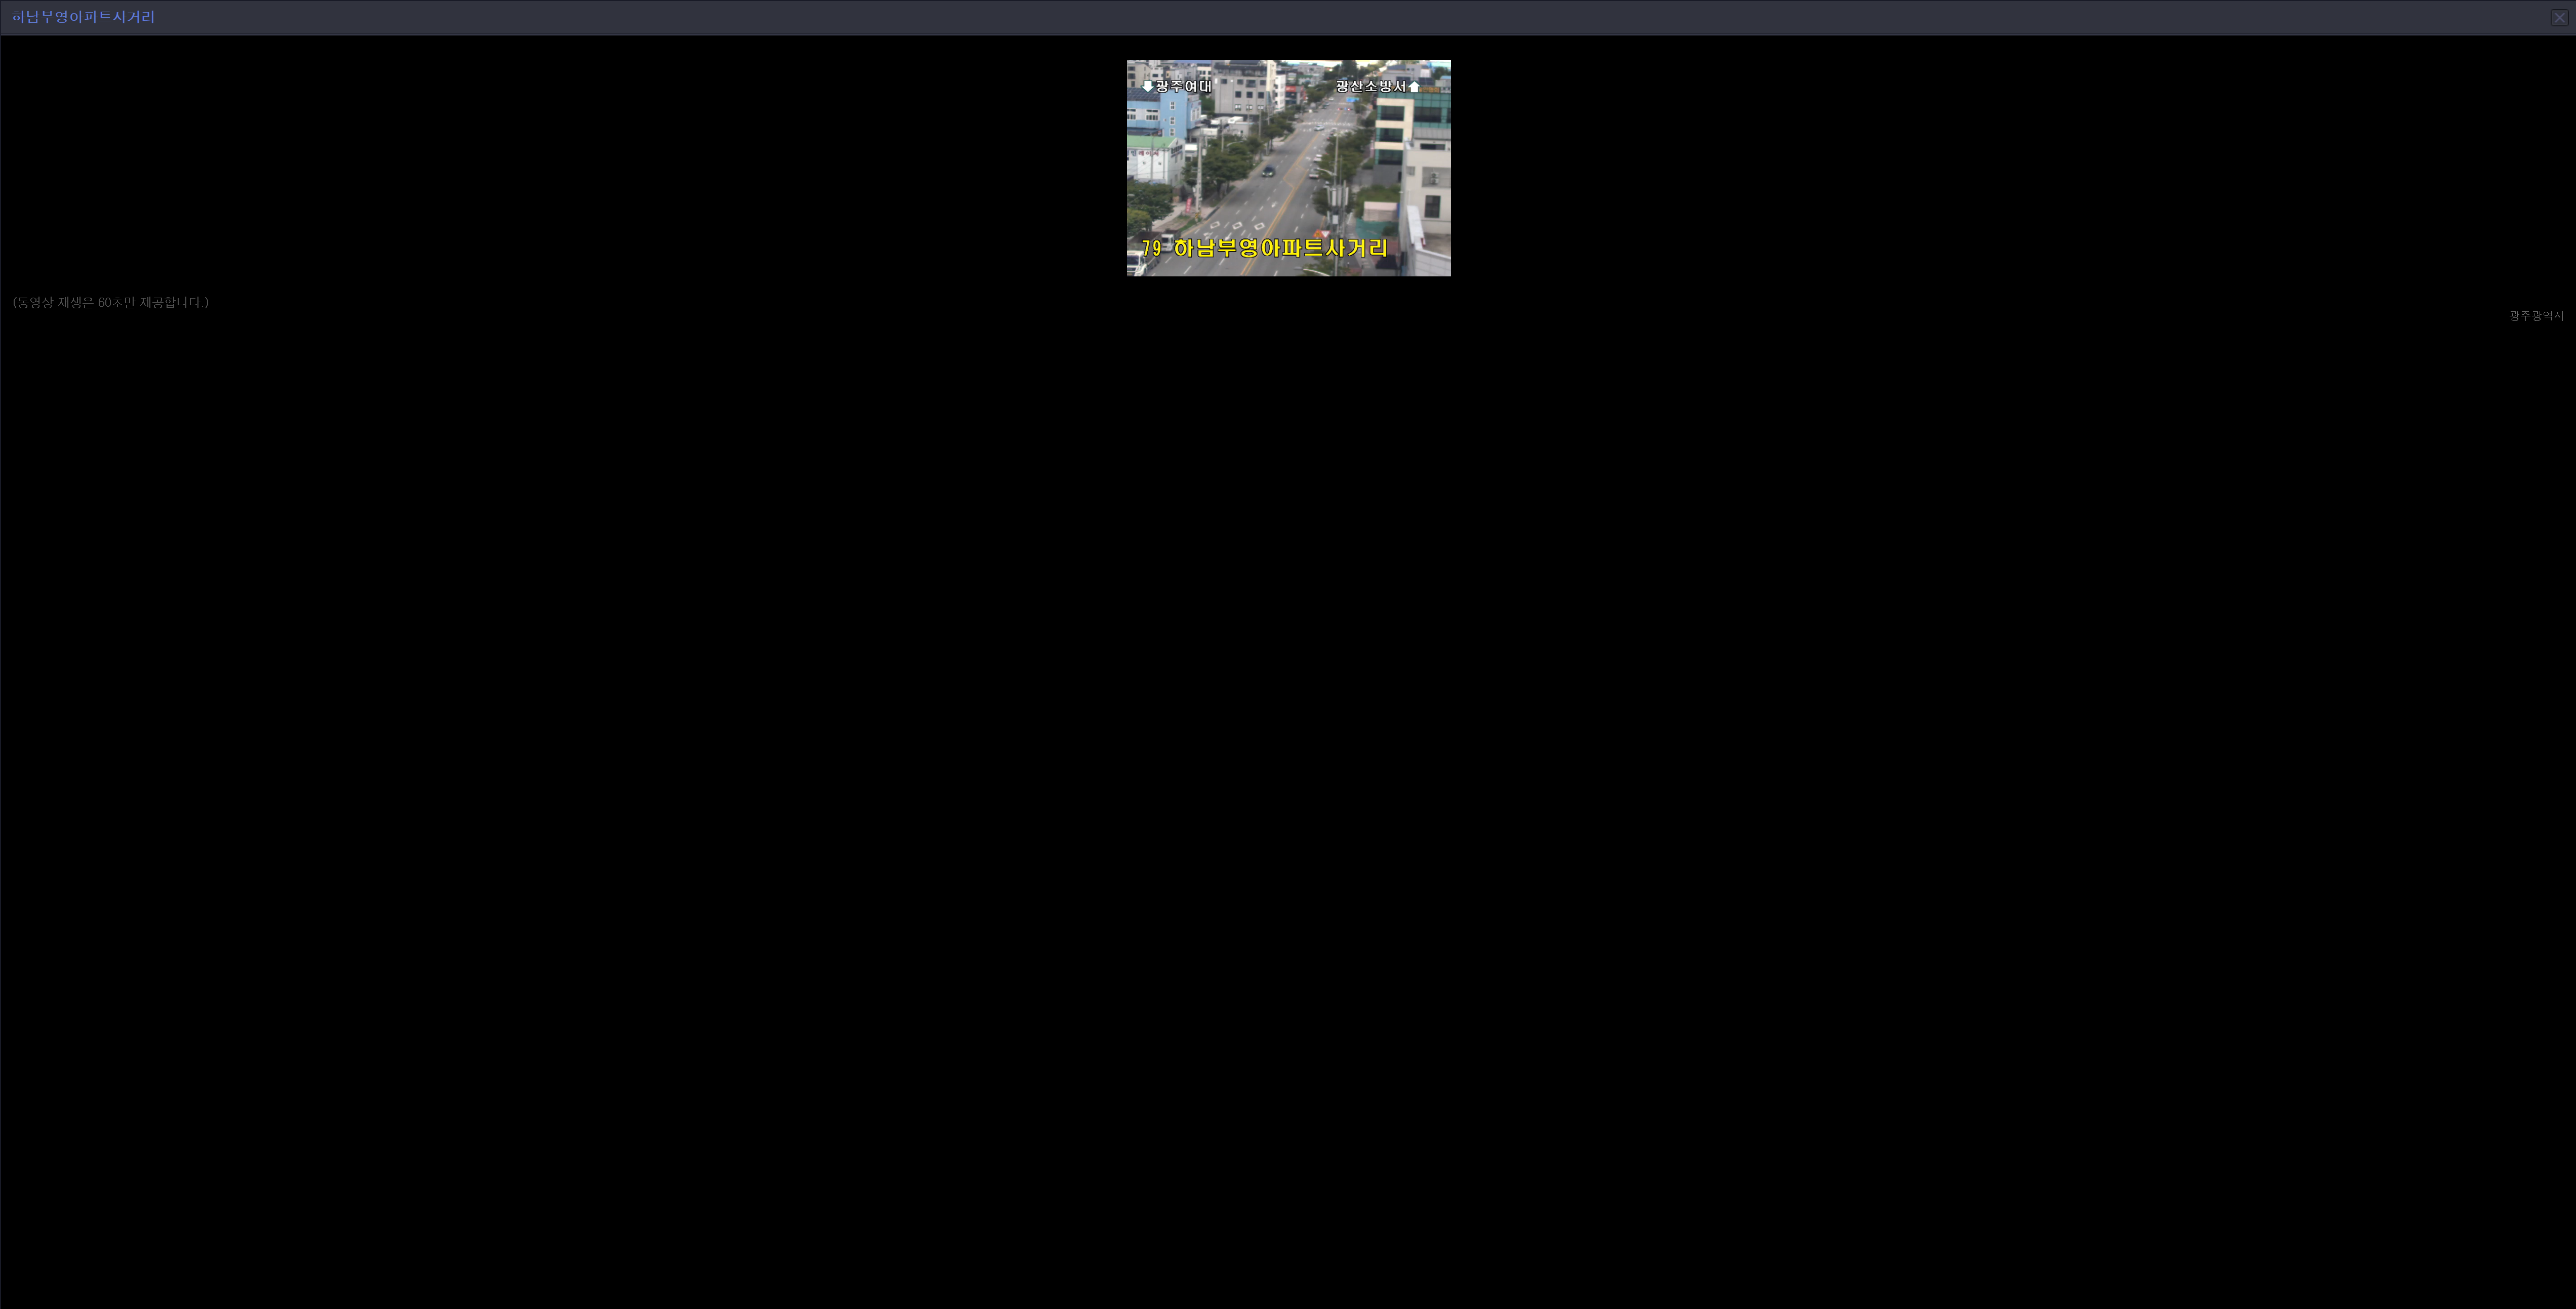 하남부영아파트사거리
⬇광주여대
광산소방서⬆
79 하남부영아파트사거리
(동영상 재생은 60초만 제공합니다.)
광주광역시